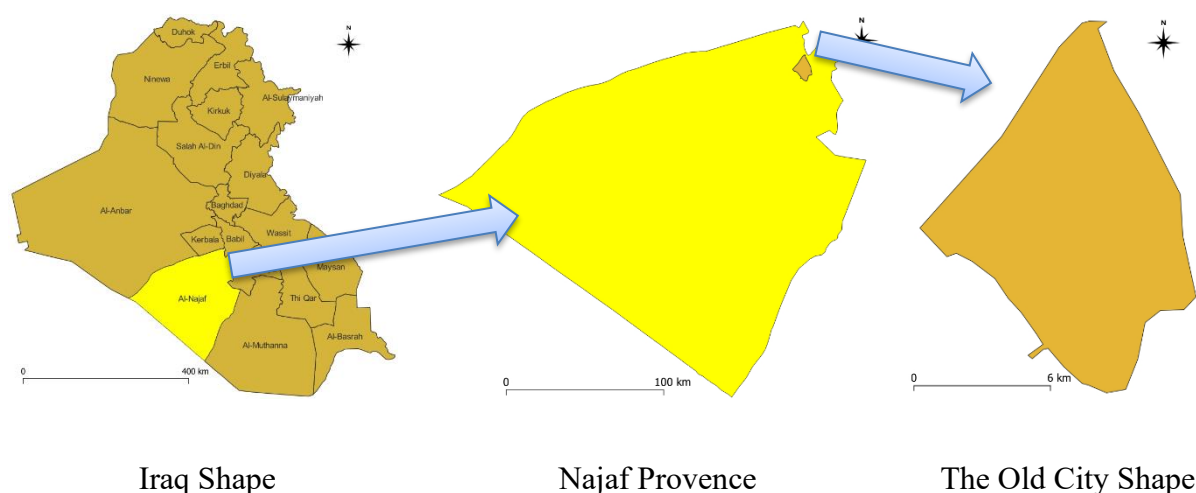 N
Duhok
Erbil
Ninewa
Al-Sulaymaniyah
Kirkuk
Salah Al-Din
Diyala
Al-Anbar
Baghdad
Kerbala
Babil
Wassit
Maysan
Al-Najaf
Thi Qar
Al-Muthanna
Al-Basrah
0
400 km
N
0
100 km
N
0
6 km
Iraq Shape
Najaf Provence
The Old City Shape